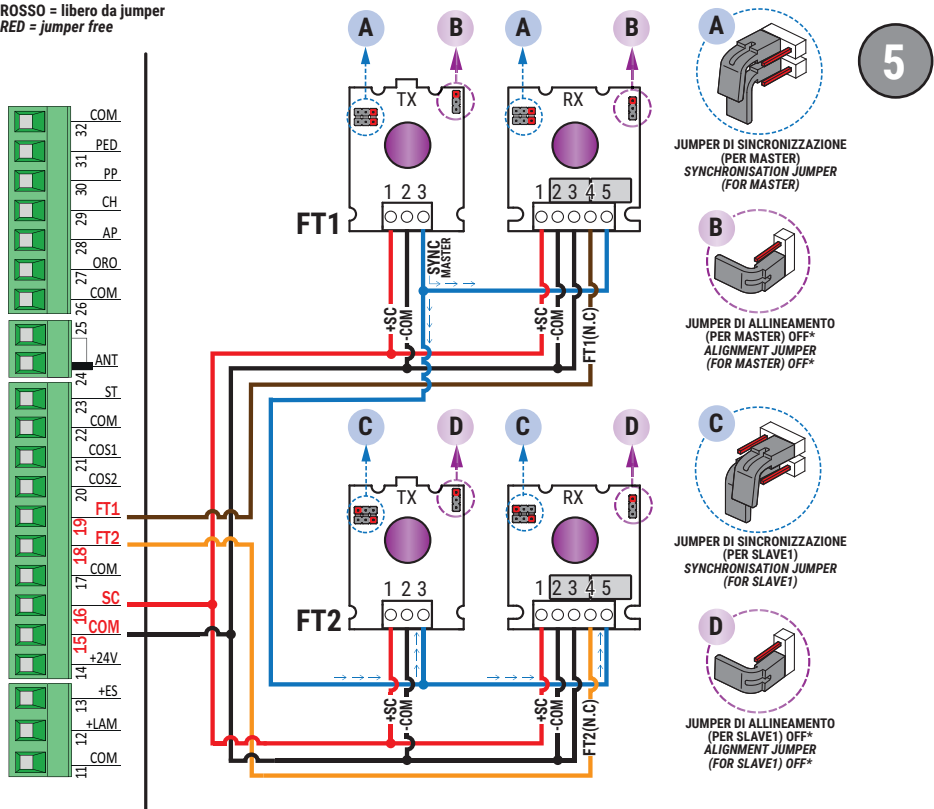 ROSSO = libero da jumper
RED = jumper free
5
A
B
A
B
A
TX
RX
1 2 3
1 2 3 4 5
FT1
SYNC
MASTER
+SC
-COM
+SC
-COM
FT1(N.C)
JUMPER DI SINCRONIZZAZIONE
(PER MASTER)
SYNCHRONISATION JUMPER
(FOR MASTER)
B
JUMPER DI ALLINEAMENTO
(PER MASTER) OFF*
ALIGNMENT JUMPER
(FOR MASTER) OFF*
COM
32
PED
31
PP
30
CH
29
AP
28
ORO
27
COM
26
25
ANT
24
ST
23
COM
22
COS1
21
COS2
20
FT1
19
FT2
18
COM
17
SC
16
COM
15
+24V
14
+ES
13
+LAM
12
COM
11
C
D
C
D
TX
RX
1 2 3
1 2 3 4 5
FT2
+SC
-COM
+SC
-COM
FT2(N.C)
C
JUMPER DI SINCRONIZZAZIONE
(PER SLAVE1)
SYNCHRONISATION JUMPER
(FOR SLAVE1)
D
JUMPER DI ALLINEAMENTO
(PER SLAVE1) OFF*
ALIGNMENT JUMPER
(FOR SLAVE1) OFF*